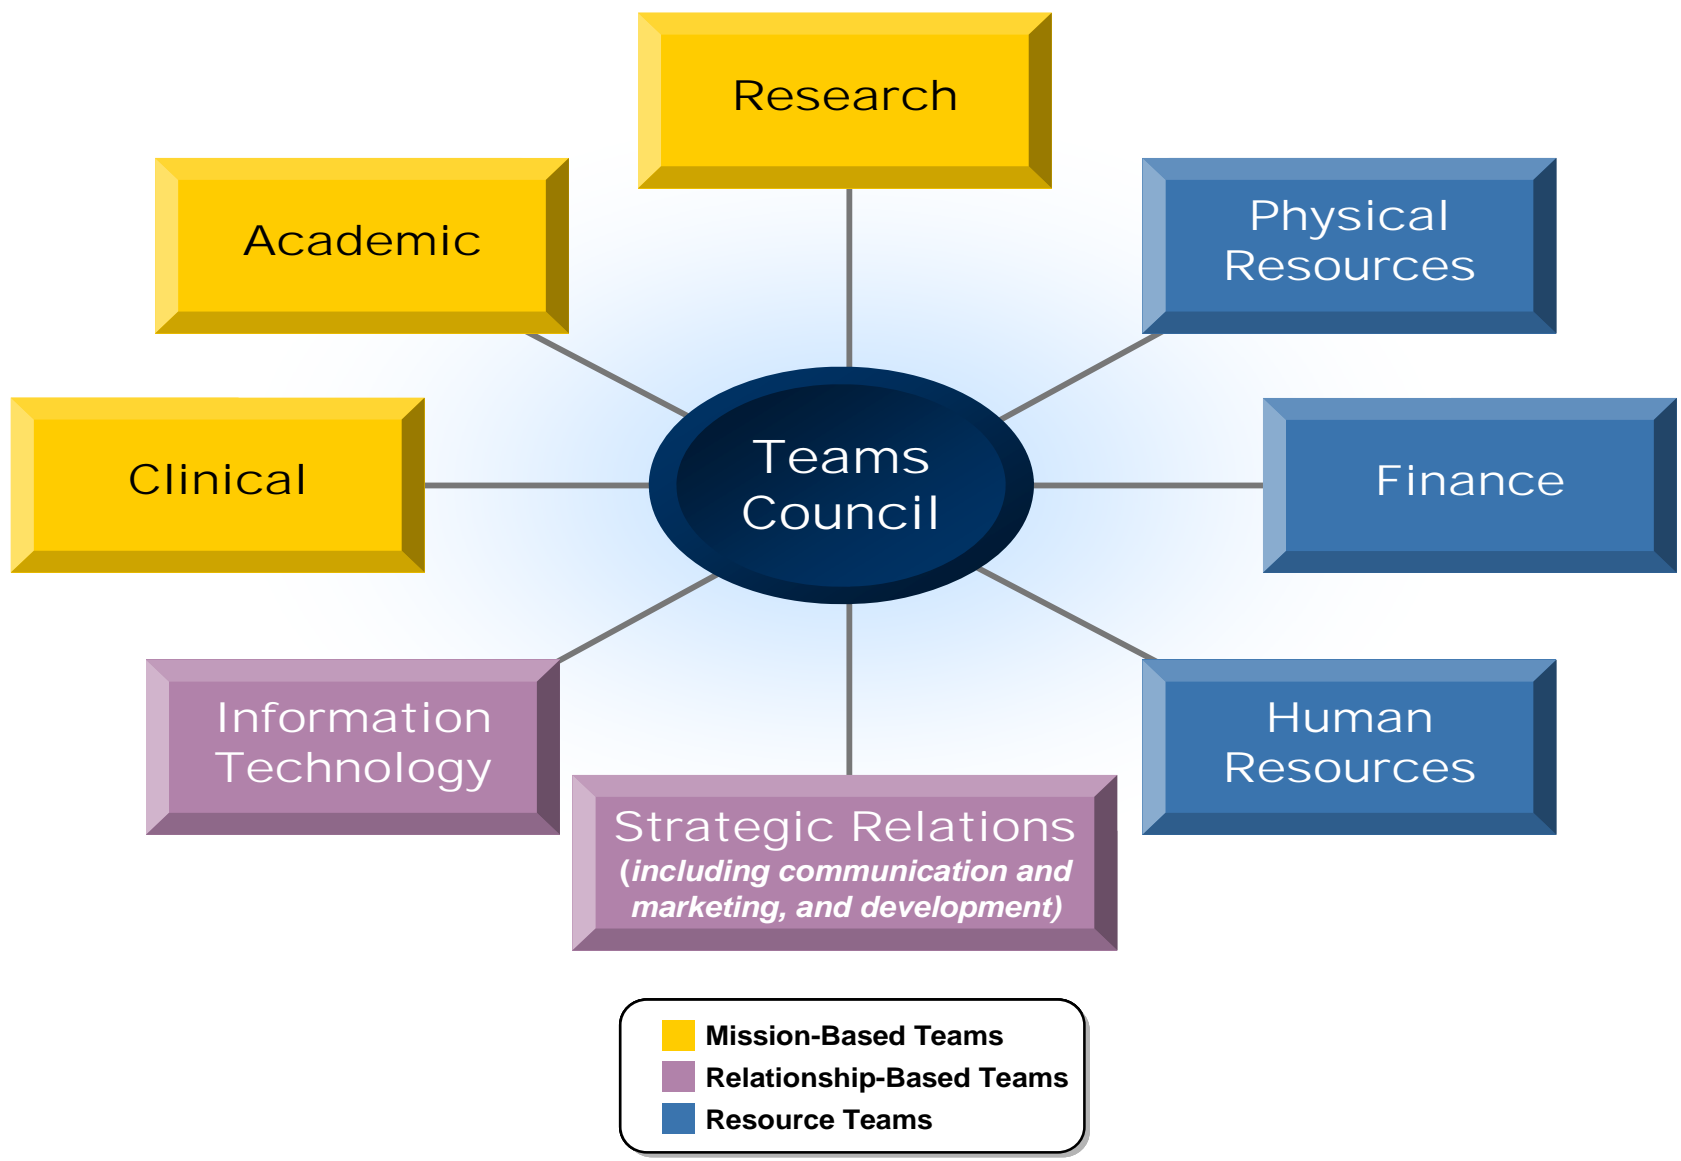 Research
Academic
Physical
Resources
Clinical
Teams
Council
Finance
Information
Technology
Human
Resources
Strategic Relations
(including communication and
marketing, and development)
Mission-Based Teams
Relationship-Based Teams
Resource Teams